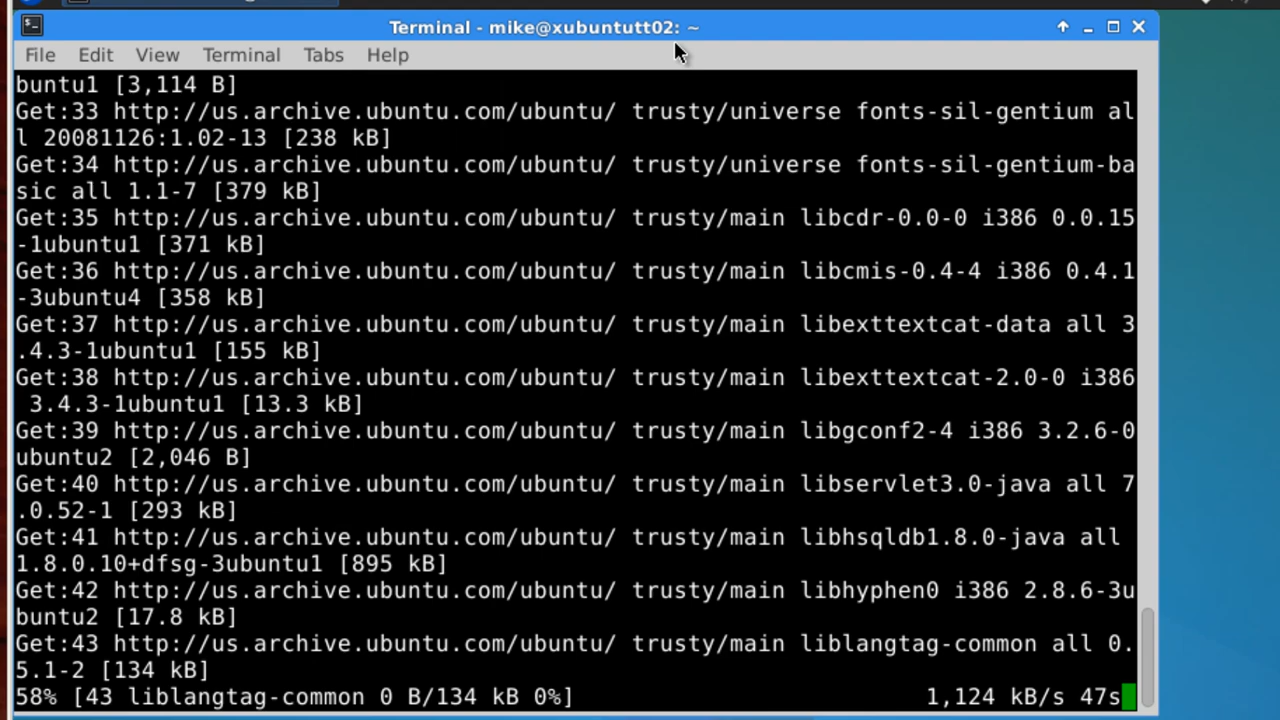 Terminal - mike@xubuntutt02: ~
File Edit View Terminal Tabs Help
buntu1 [3,114 B]
Get:33 http://us.archive.ubuntu.com/ubuntu/ trusty/universe fonts-sil-gentium al
l 20081126:1.02-13 [238 kB]
Get:34 http://us.archive.ubuntu.com/ubuntu/ trusty/universe fonts-sil-gentium-ba
sic all 1.1-7 [379 kB]
Get:35 http://us.archive.ubuntu.com/ubuntu/ trusty/main libcdr-0.0-0 i386 0.0.15
-1ubuntu1 [371 kB]
Get:36 http://us.archive.ubuntu.com/ubuntu/ trusty/main libcmis-0.4-4 i386 0.4.1
-3ubuntu4 [358 kB]
Get:37 http://us.archive.ubuntu.com/ubuntu/ trusty/main libexttextcat-data all 3
.4.3-1ubuntu1 [155 kB]
Get:38 http://us.archive.ubuntu.com/ubuntu/ trusty/main libexttextcat-2.0-0 i386
 3.4.3-1ubuntu1 [13.3 kB]
Get:39 http://us.archive.ubuntu.com/ubuntu/ trusty/main libgconf2-4 i386 3.2.6-0
ubuntu2 [2,046 B]
Get:40 http://us.archive.ubuntu.com/ubuntu/ trusty/main libservlet3.0-java all 7
.0.52-1 [293 kB]
Get:41 http://us.archive.ubuntu.com/ubuntu/ trusty/main libhsqldb1.8.0-java all
1.8.0.10+dfsg-3ubuntu1 [895 kB]
Get:42 http://us.archive.ubuntu.com/ubuntu/ trusty/main libhyphen0 i386 2.8.6-3u
buntu2 [17.8 kB]
Get:43 http://us.archive.ubuntu.com/ubuntu/ trusty/main liblangtag-common all 0.
5.1-2 [134 kB]
58% [43 liblangtag-common 0 B/134 kB 0%] 1,124 kB/s 47s